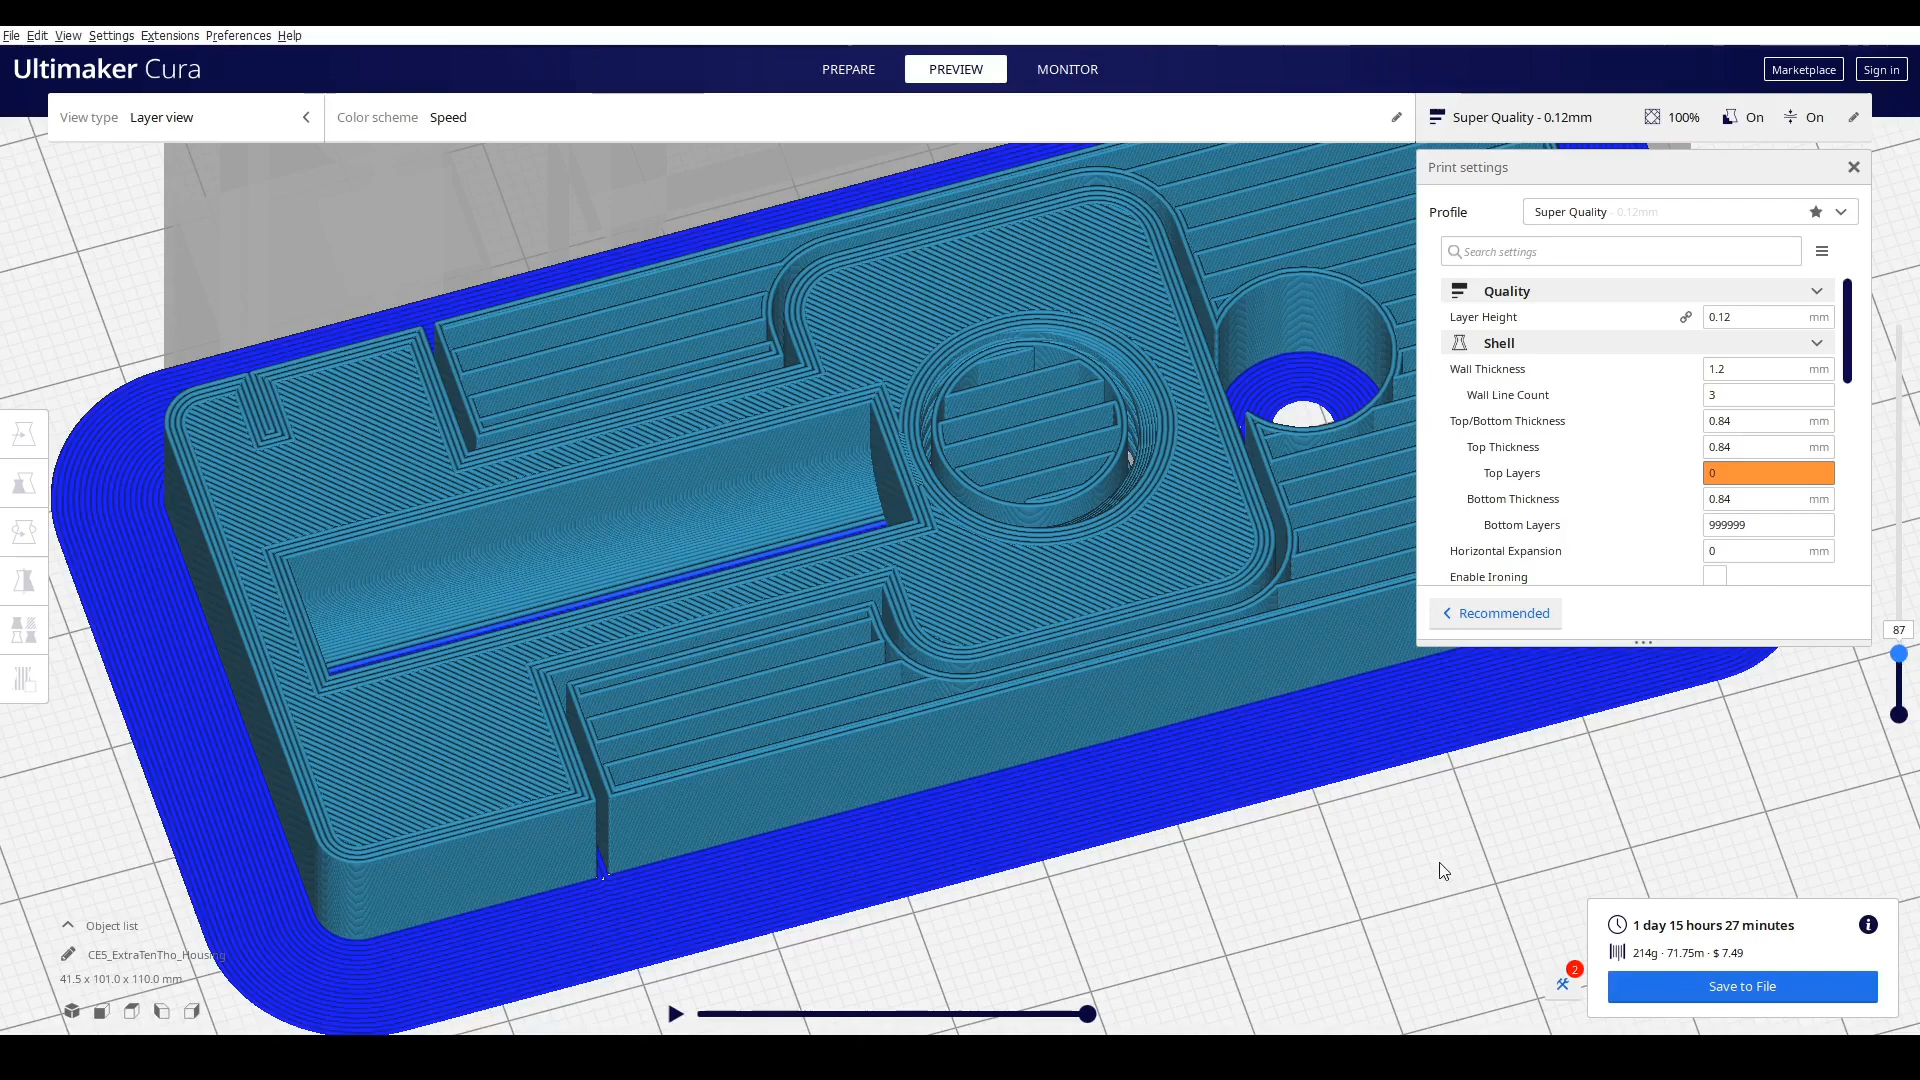 File Edit View Settings Extensions Preferences Help
Ultimaker Cura
PREPARE PREVIEW MONITOR
Marketplace Sign in
View type Layer view
Color scheme Speed
Super Quality - 0.12mm 100% On On
Print settings
Profile Super Quality - 0.12mm
Search settings
Quality
Layer Height 0.12 mm
Shell
Wall Thickness 1.2 mm
Wall Line Count 3
Top/Bottom Thickness 0.84 mm
Top Thickness 0.84 mm
Top Layers 0
Bottom Thickness 0.84 mm
Bottom Layers 999999
Horizontal Expansion 0 mm
Enable Ironing
Recommended
87
Object list
CE5_ExtraTenTho_Housing
41.5 x 101.0 x 110.0 mm
1 day 15 hours 27 minutes
214g · 71.75m · $ 7.49
2
Save to File